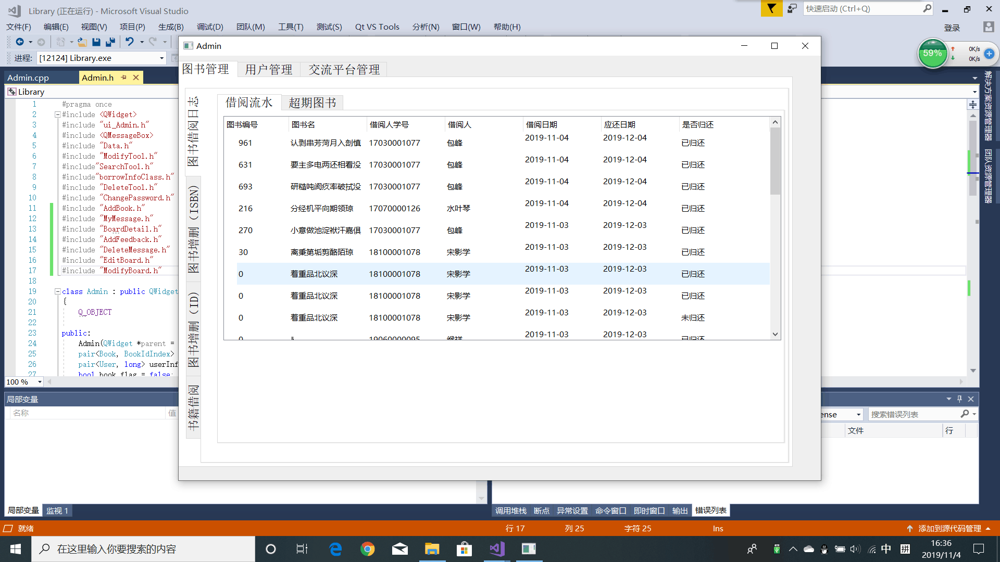 Library (正在运行) - Microsoft Visual Studio
快速启动 (Ctrl+Q)
文件(F) 编辑(E) 视图(V) 项目(P) 生成(B) 调试(D) 团队(M) 工具(T) 测试(S) Qt VS Tools 分析(N) 窗口(W) 帮助(H)
登录
进程: [12124] Library.exe
59% 0K/s
0K/s
Admin.cpp Admin.h
Library
1 #pragma once
2 #include <QWidget>
3 #include "ui_Admin.h"
4 #include <QMessageBox>
5 #include "Data.h"
6 #include "ModifyTool.h"
7 #include"SearchTool.h"
8 #include"borrowInfoClass.h"
9 #include "DeleteTool.h"
10 #include "ChangePassword.h"
11 #include "AddBook.h"
12 #include "MyMessage.h"
13 #include "BoardDetail.h"
14 #include "AddFeedback.h"
15 #include "DeleteMessage.h"
16 #include "EditBoard.h"
17 #include "ModifyBoard.h"
18
19 class Admin : public QWidget
20 {
21 Q_OBJECT
22
23 public:
24 Admin(QWidget *parent =
25 pair<Book, BookIdIndex>
26 pair<User, long> userInf
27 bool book_flag = false;
100 %
Admin
图书管理 用户管理 交流平台管理
图书借阅日志
图书增删（ISBN）
图书增删（ID）
书籍借阅
借阅流水 超期图书
图书编号 图书名 借阅人学号 借阅人 借阅日期 应还日期 是否归还
961 认剥串芳菏月入剖慎 17030001077 包峰 2019-11-04 2019-12-04 已归还
631 要主多电两还相着没 17030001077 包峰 2019-11-04 2019-12-04 已归还
693 研糙吨阂疚率破拭没 17030001077 包峰 2019-11-04 2019-12-04 已归还
216 分经机平向期领琼 17070000126 水叶琴 2019-11-04 2019-12-04 已归还
270 小意做池淀袱汗嘉俱 17030001077 包峰 2019-11-03 2019-12-03 已归还
30 离秉第垢剪酪陌琼 18100001078 宋影学 2019-11-03 2019-12-03 已归还
0 着重品北议深 18100001078 宋影学 2019-11-03 2019-12-03 已归还
0 着重品北议深 18100001078 宋影学 2019-11-03 2019-12-03 已归还
0 着重品北议深 18100001078 宋影学 2019-11-03 2019-12-03 未归还
0 19060000095 2019-11-03 2019-12-03 已归还
解决方案资源管理器
团队资源管理器
局部变量
名称 值
局部变量 监视 1
ense 搜索错误列表
文件 行
调用堆栈 断点 异常设置 命令窗口 即时窗口 输出 错误列表
就绪 行 17 列 25 字符 25 Ins 添加到源代码管理
在这里输入你要搜索的内容
中 拼
16:36
2019/11/4